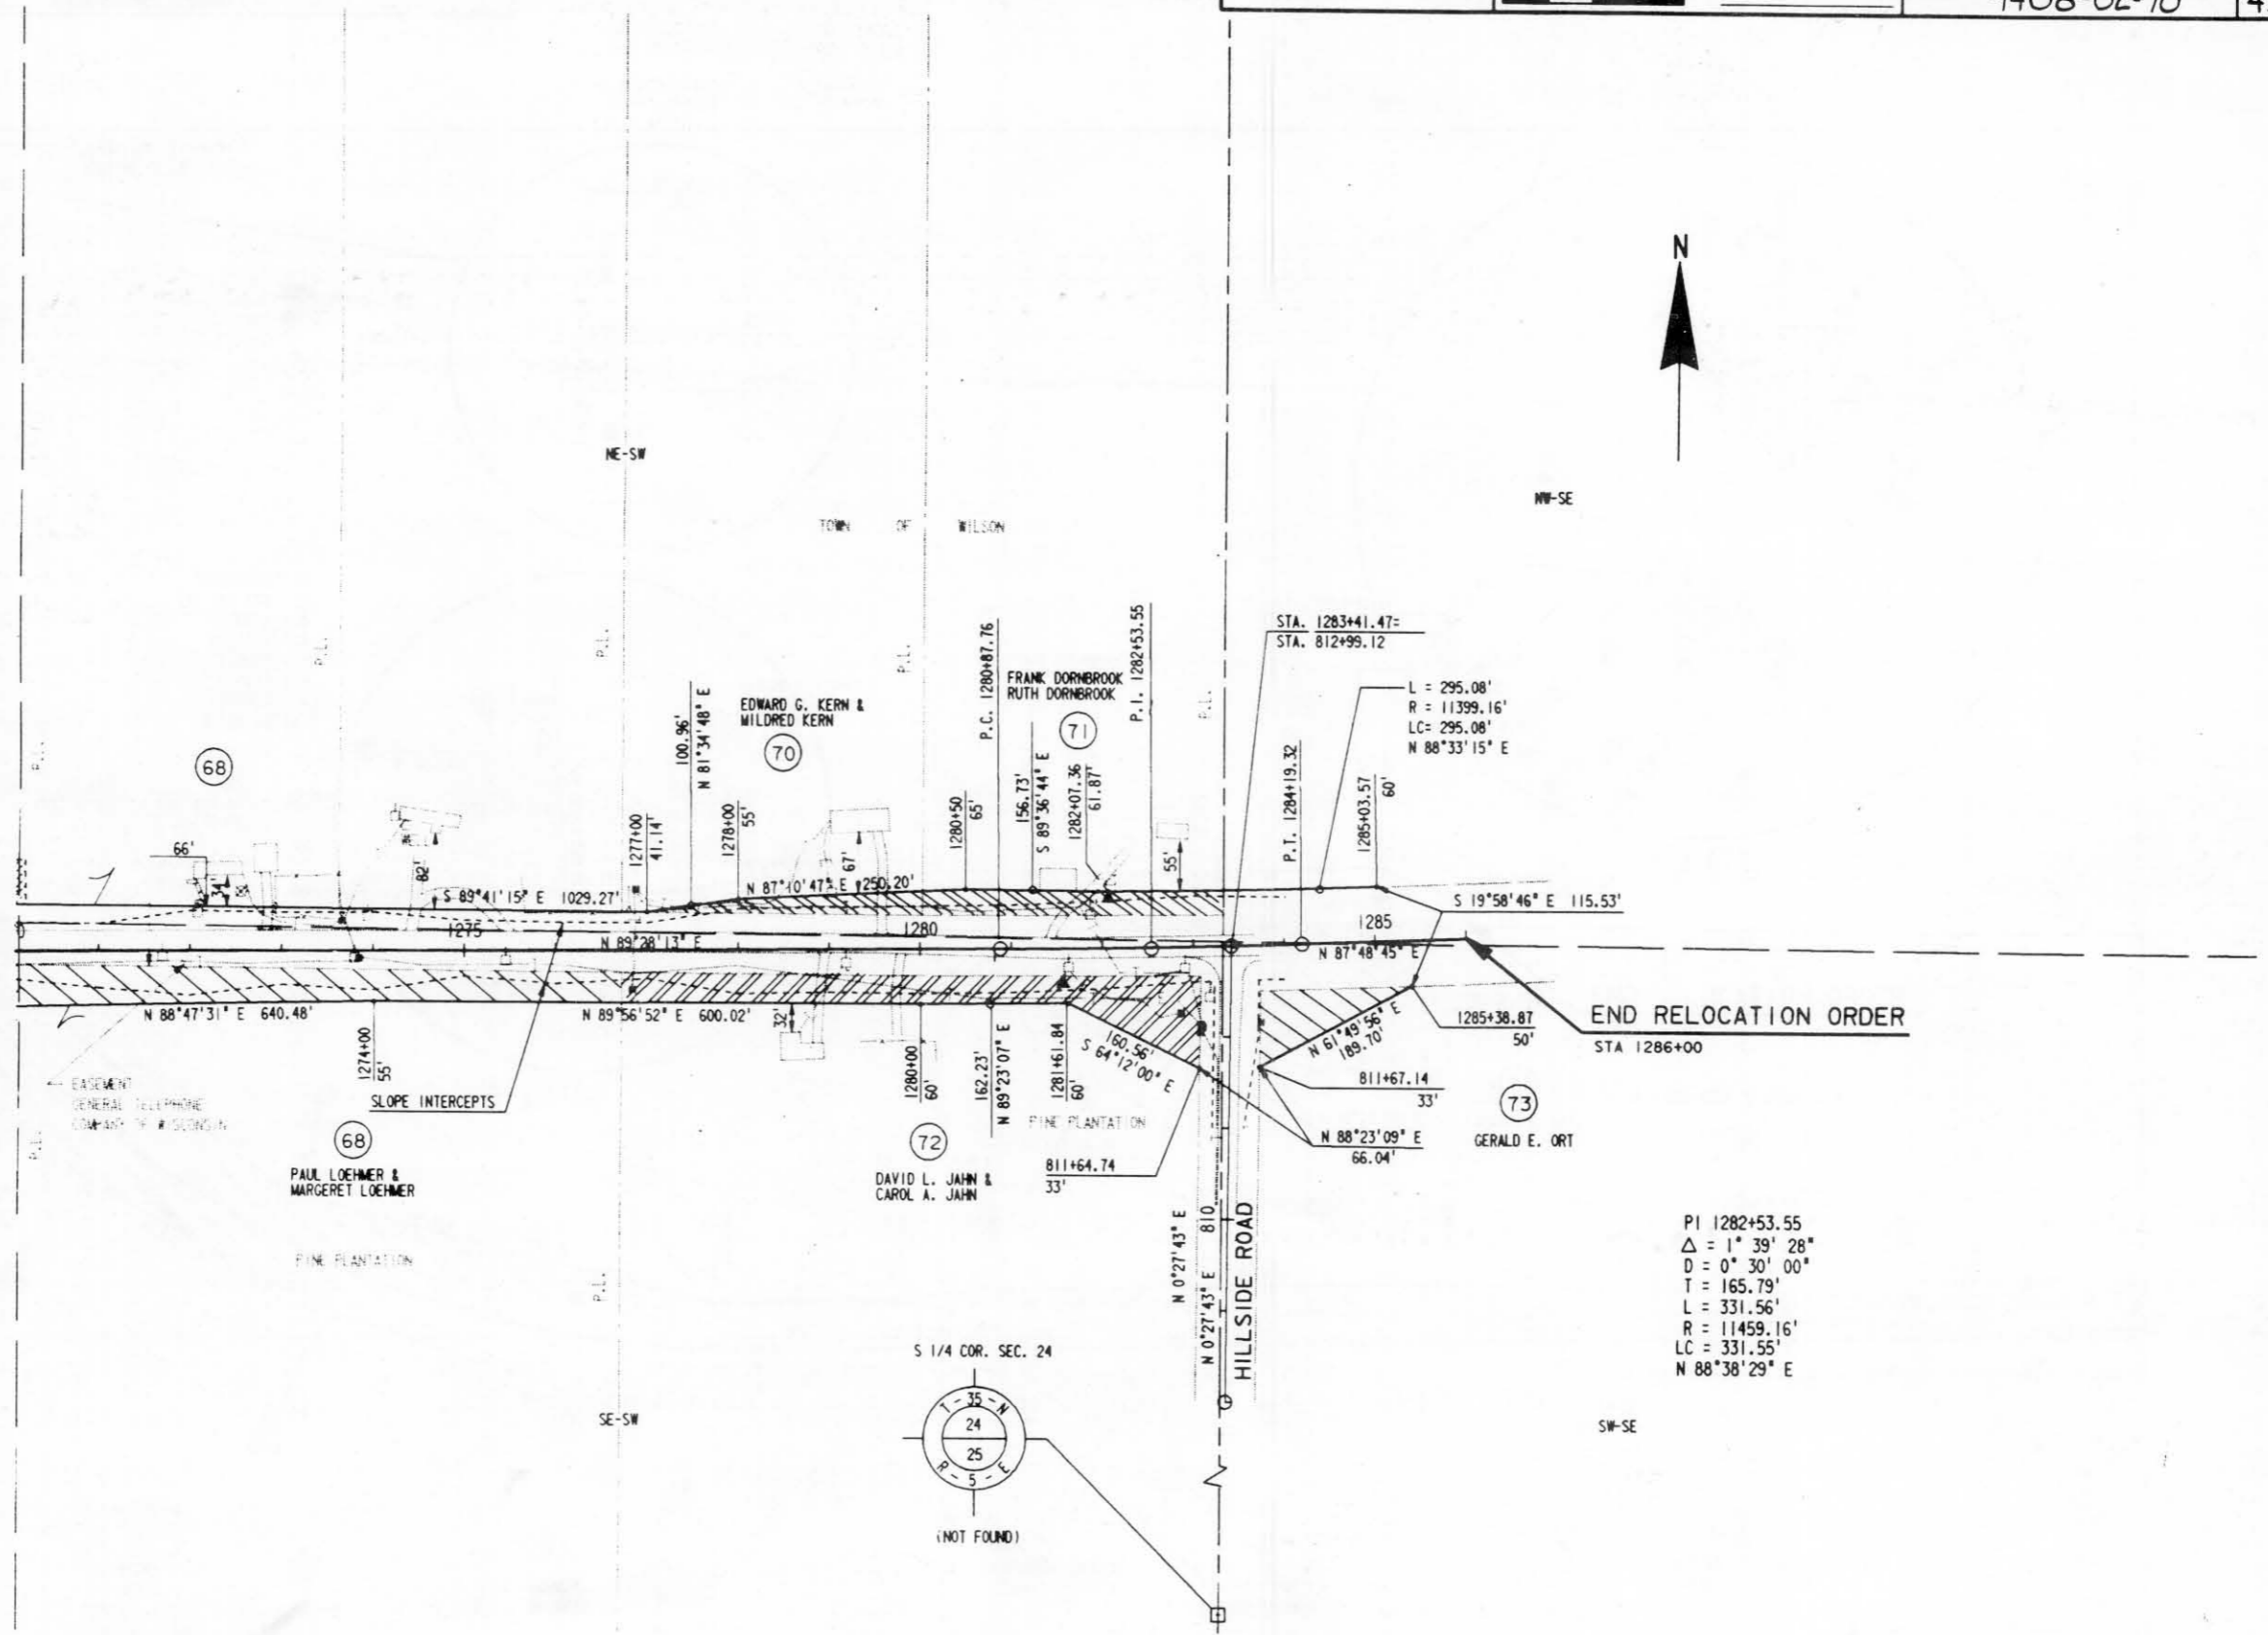 1408-02-70
4
N
NE-SW
NW-SE
TOWN OF WILSON
P.L.
P.L.
P.L.
P.L.
P.L.
STA. 1283+41.47=
STA. 812+99.12
P.C. 1280+87.76
FRANK DORNBROOK
RUTH DORNBROOK
71
P.I. 1282+53.55
L = 295.08'
R = 11399.16'
LC= 295.08'
N 88°33'15" E
EDWARD G. KERN &
MILDRED KERN
70
100.96'
N 81°34'48" E
68
156.73'
S 89°36'44" E
1282+07.36
61.87'
P.T. 1284+19.32
1285+03.57
60'
1277+00
41.14'
1278+00
55'
1280+50
65'
66'
34'
82'
67'
55'
S 89°41'15" E 1029.27'
N 87°10'47" E 250.20'
S 19°58'46" E 115.53'
1275
1280
1285
N 89°28'13" E
N 87°48'45" E
N 88°47'31" E 640.48'
N 89°56'52" E 600.02'
32'
END RELOCATION ORDER
STA 1286+00
1285+38.87
50'
N 61°49'56" E
189.70'
160.56'
S 64°12'00" E
1274+00
55'
1280+00
60'
162.23'
N 89°23'07" E
1281+61.84
60'
EASEMENT
GENERAL TELEPHONE
COMPANY OF WISCONSIN
SLOPE INTERCEPTS
811+67.14
33'
73
GERALD E. ORT
N 88°23'09" E
66.04'
PINE PLANTATION
P.L.
68
PAUL LOEHMER &
MARGERET LOEHMER
72
DAVID L. JAHN &
CAROL A. JAHN
811+64.74
33'
PINE PLANTATION
P.L.
N 0°27'43" E
N 0°27'43" E
810
HILLSIDE ROAD
PI 1282+53.55
Δ = 1° 39' 28"
D = 0° 30' 00"
T = 165.79'
L = 331.56'
R = 11459.16'
LC = 331.55'
N 88°38'29" E
S 1/4 COR. SEC. 24
T-35-N
24
25
R-5-E
(NOT FOUND)
SE-SW
SW-SE